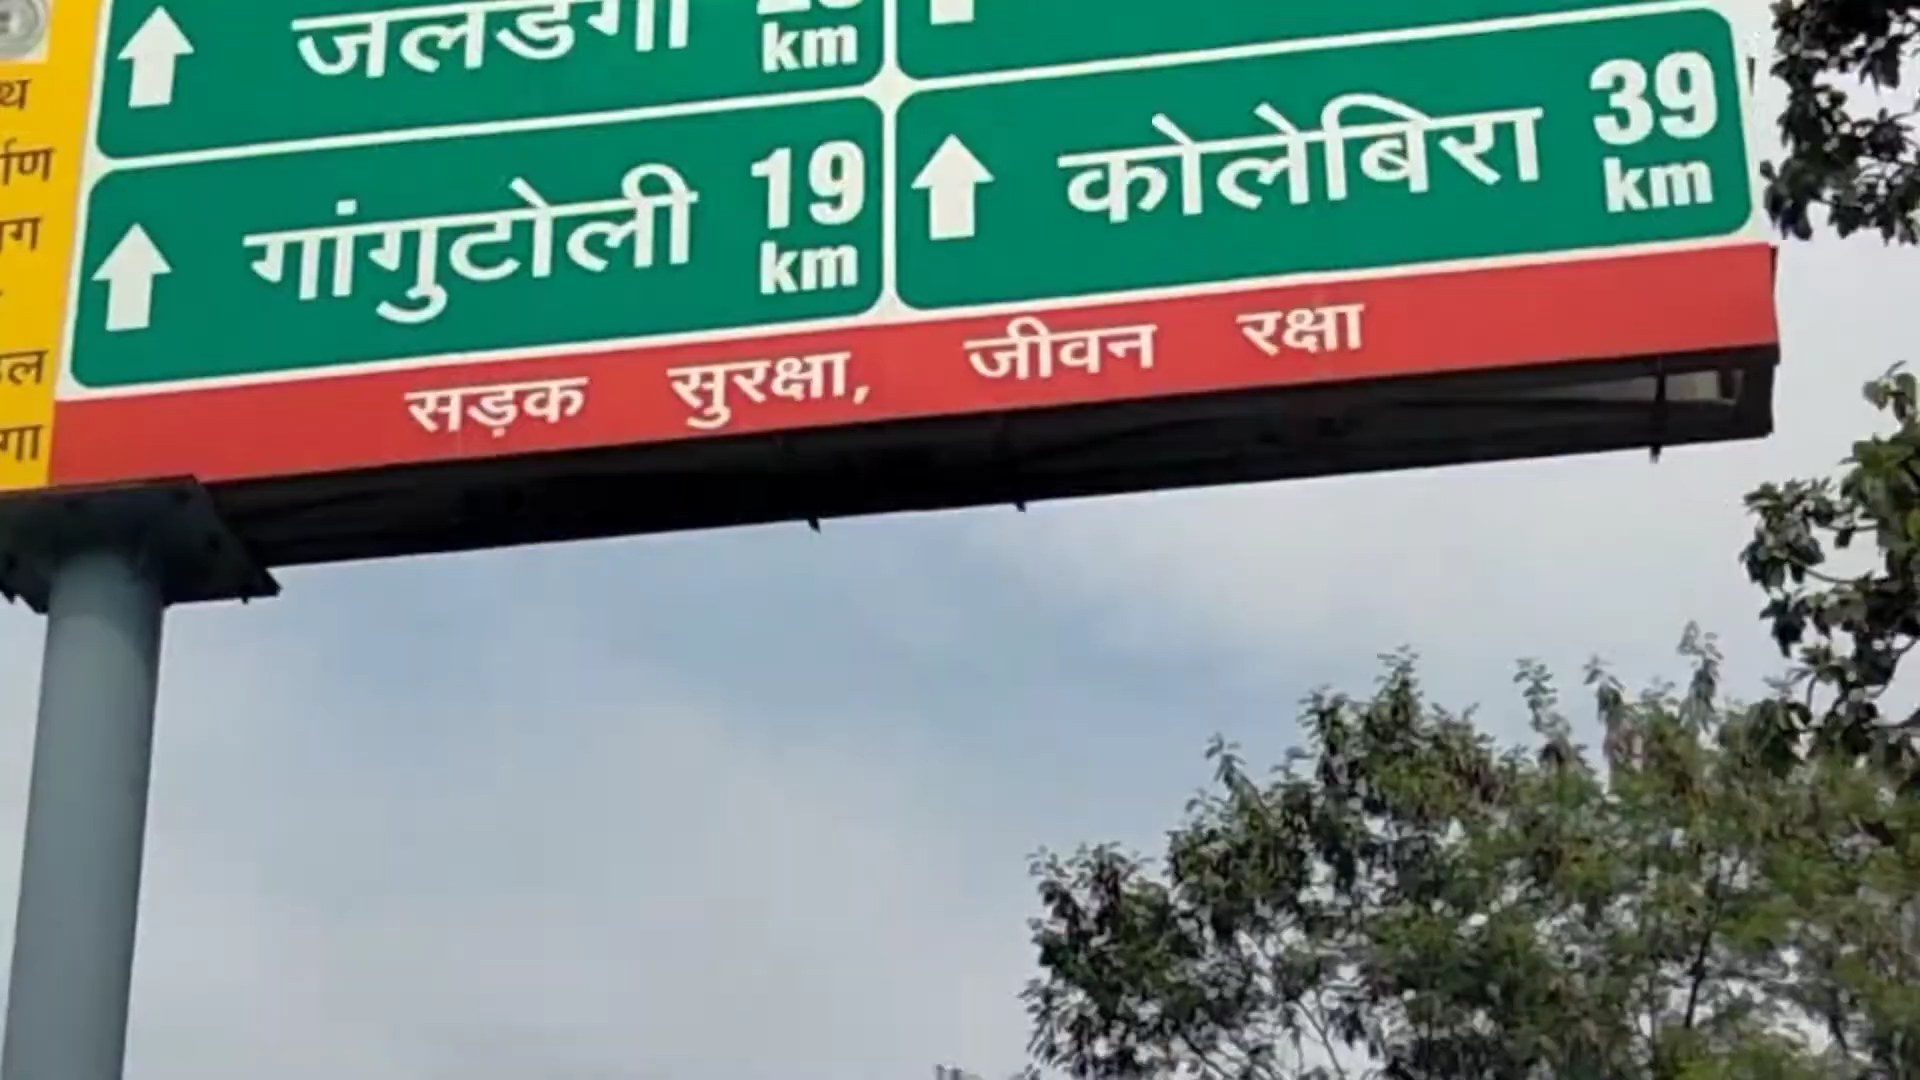 जलडेगा
km
गांगुटोली 19 km
कोलेबिरा 39 km
सड़क सुरक्षा, जीवन रक्षा